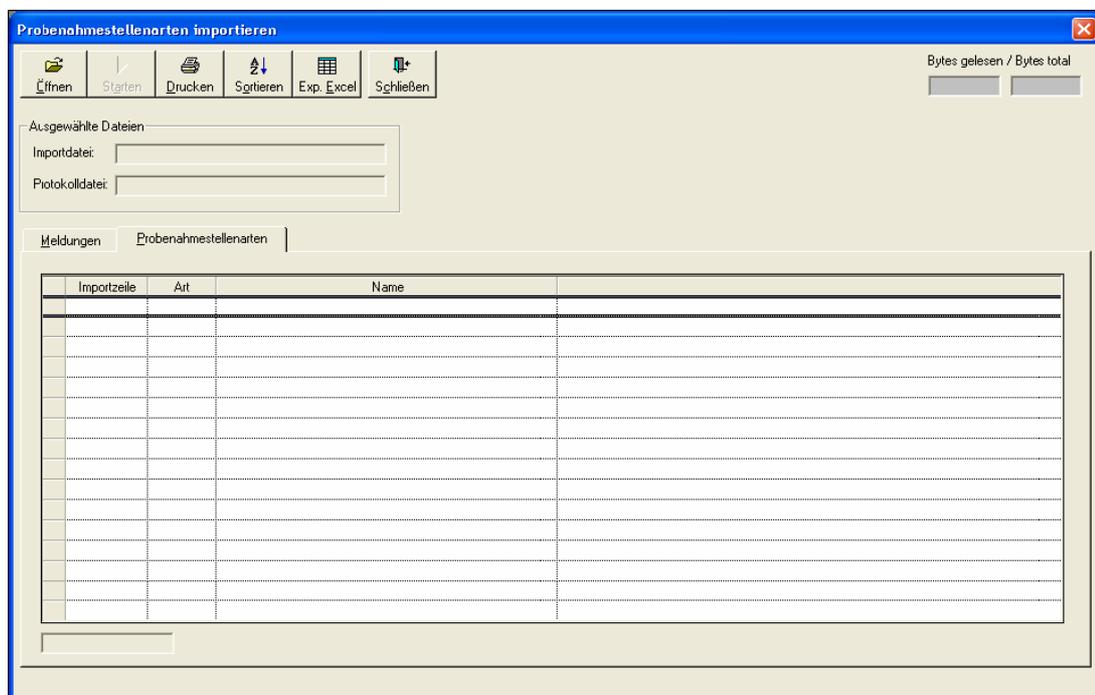 Probenahmestellenarten importieren
Öffnen Starten Drucken Sortieren Exp. Excel Schließen
Bytes gelesen / Bytes total
Ausgewählte Dateien
Importdatei:
Protokolldatei:
Meldungen Probenahmestellenarten
Importzeile Art Name